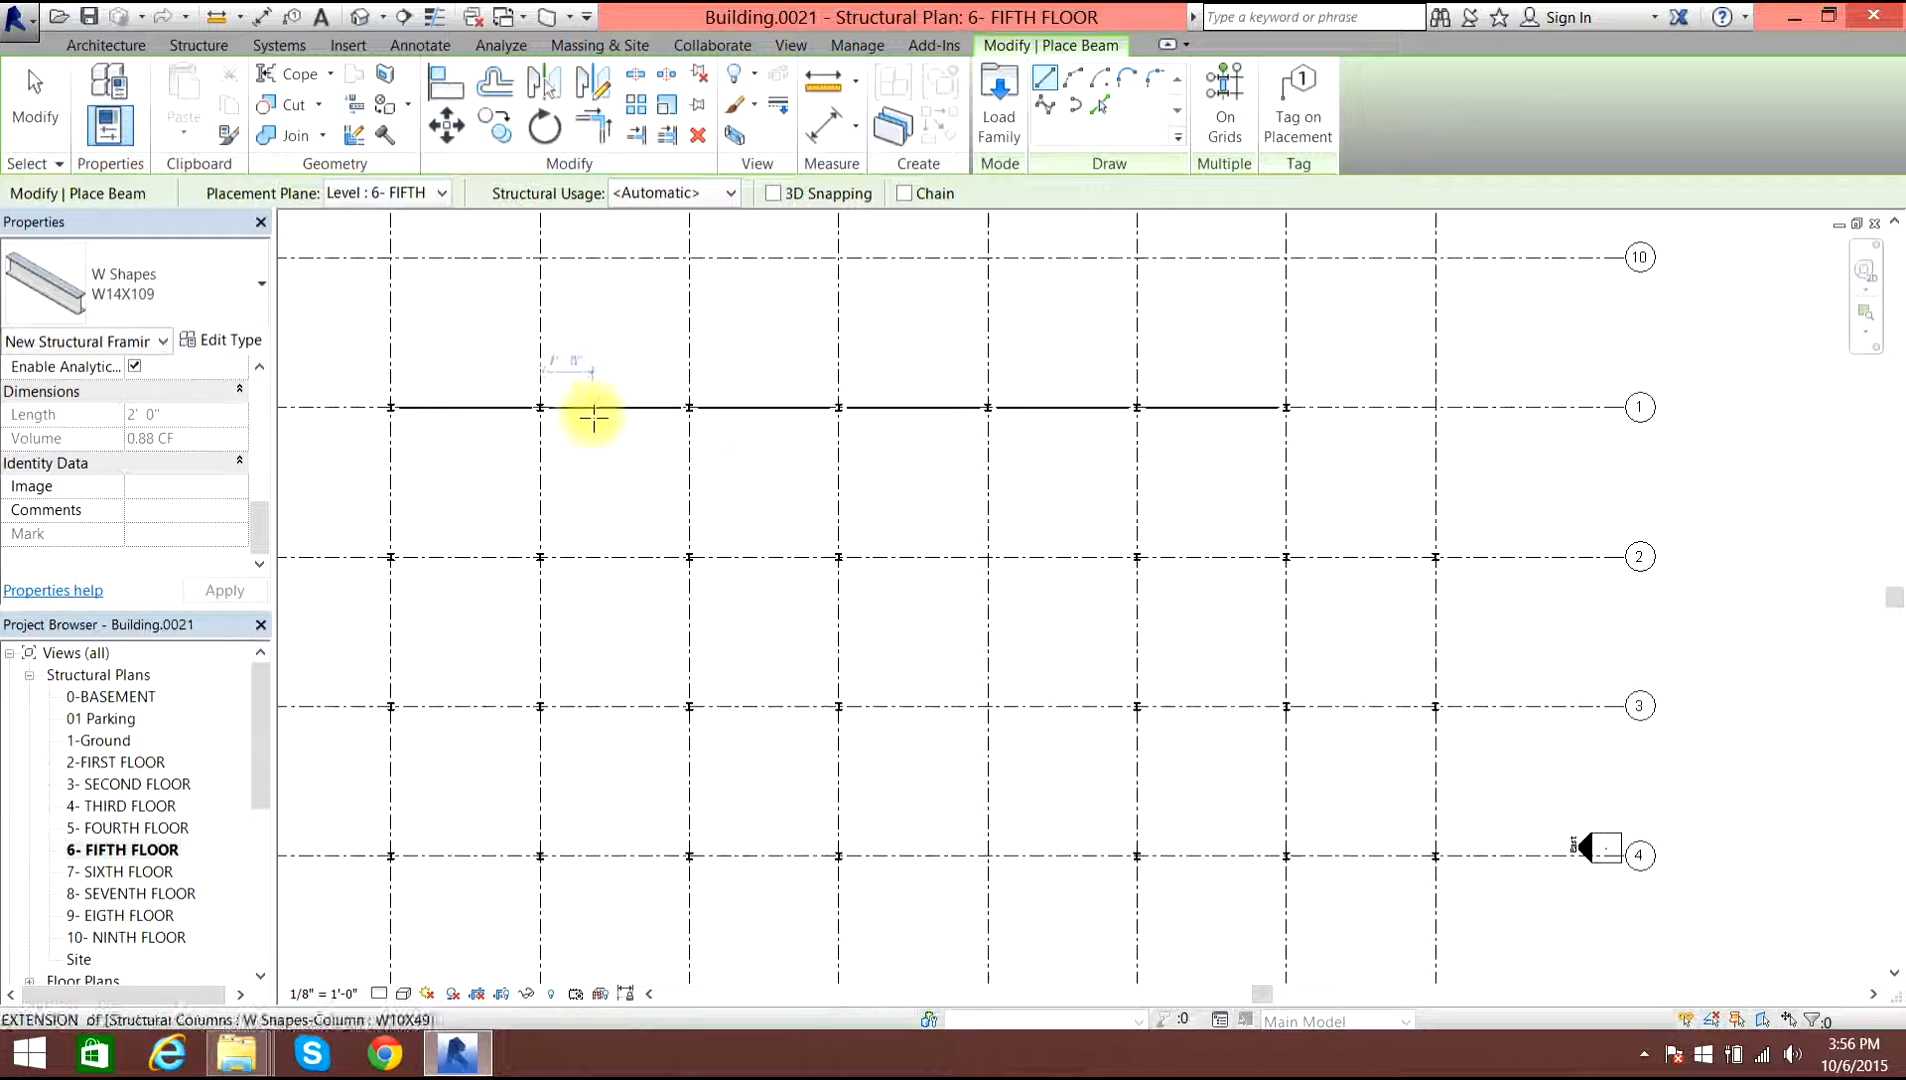 Building.0021 - Structural Plan: 6- FIFTH FLOOR
Type a keyword or phrase
Sign In
Architecture Structure Systems Insert Annotate Analyze Massing & Site Collaborate View Manage Add-Ins Modify | Place Beam
Modify
Paste
Cope
Cut
Join
Load Family
On Grids
Tag on Placement
Select Properties Clipboard Geometry Modify View Measure Create Mode Draw Multiple Tag
Modify | Place Beam Placement Plane: Level : 6- FIFTH Structural Usage: <Automatic> 3D Snapping Chain
Properties
W Shapes
W14X109
New Structural Framir Edit Type
Enable Analytic...
Dimensions
Length 2' 0"
Volume 0.88 CF
Identity Data
Image
Comments
Mark
Properties help Apply
Project Browser - Building.0021
Views (all)
Structural Plans
0-BASEMENT
01 Parking
1-Ground
2-FIRST FLOOR
3- SECOND FLOOR
4- THIRD FLOOR
5- FOURTH FLOOR
6- FIFTH FLOOR
7- SIXTH FLOOR
8- SEVENTH FLOOR
9- EIGTH FLOOR
10- NINTH FLOOR
Site
Floor Plans
10
1
2
3
East
4
1/8" = 1'-0"
EXTENSION of [Structural Columns : W Shapes-Column : W10X49]
:0
Main Model
:0
3:56 PM
10/6/2015